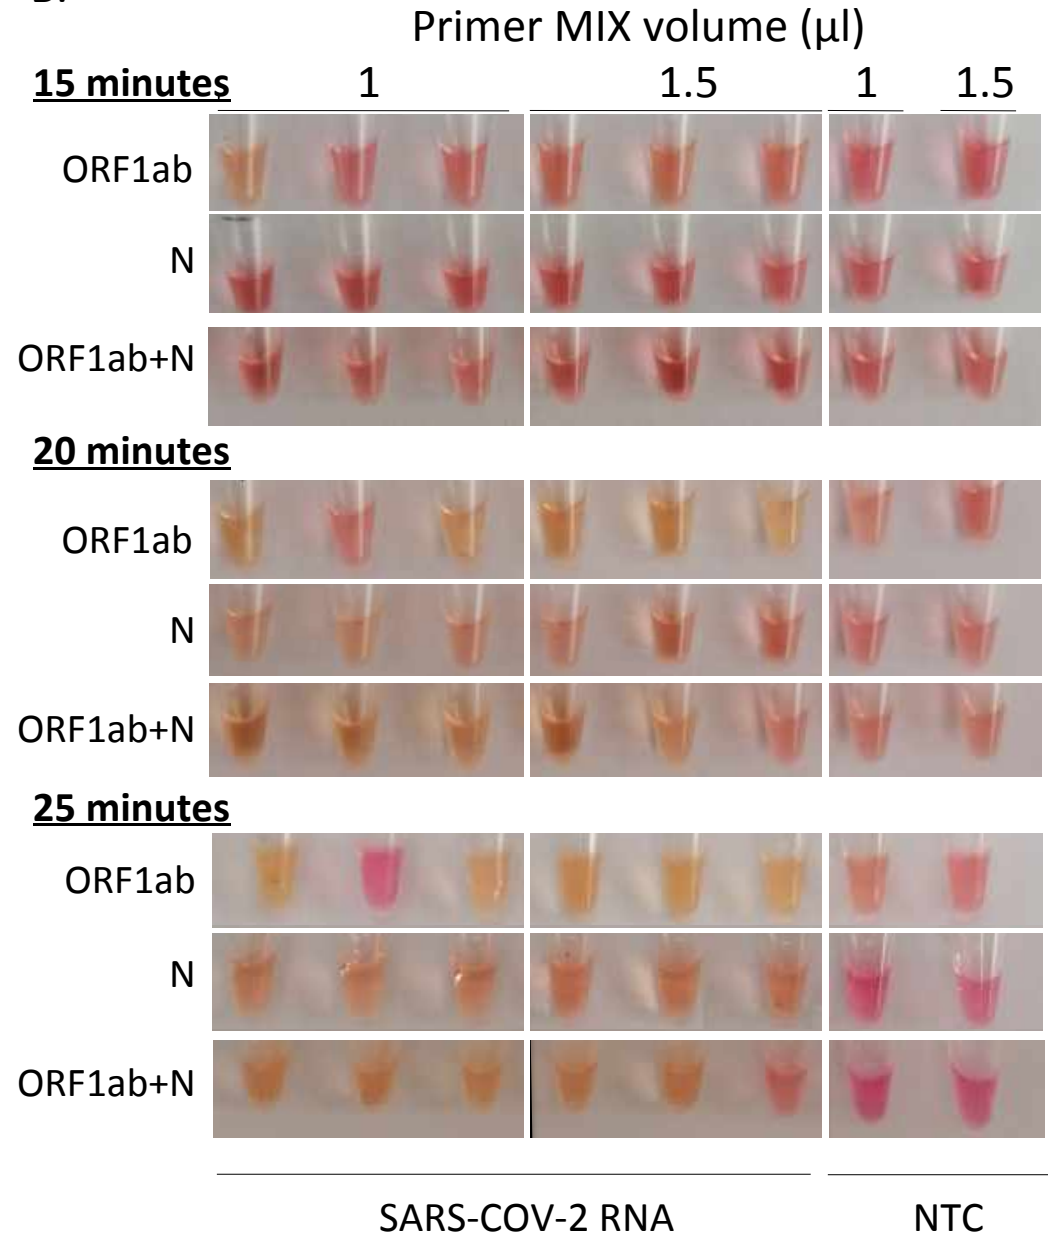 Primer MIX volume (µl)
15 minutes 1 1.5 1 1.5
ORF1ab
N
ORF1ab+N
20 minutes
ORF1ab
N
ORF1ab+N
25 minutes
ORF1ab
N
ORF1ab+N
SARS-COV-2 RNA NTC